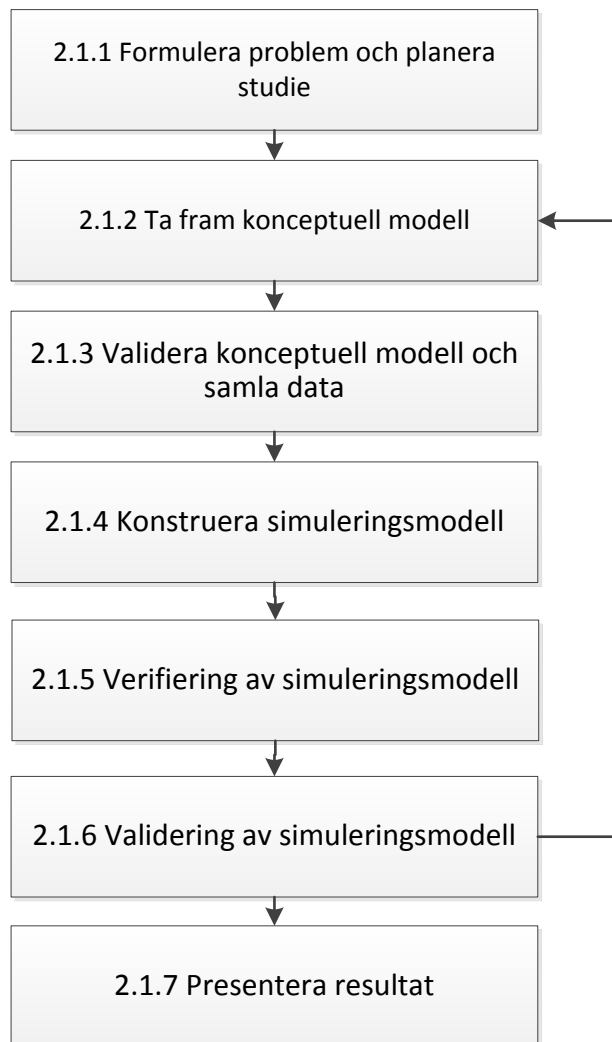 2.1.1 Formulera problem och planera
studie
2.1.2 Ta fram konceptuell modell
2.1.3 Validera konceptuell modell och
samla data
2.1.4 Konstruera simuleringsmodell
2.1.5 Verifiering av simuleringsmodell
2.1.6 Validering av simuleringsmodell
2.1.7 Presentera resultat